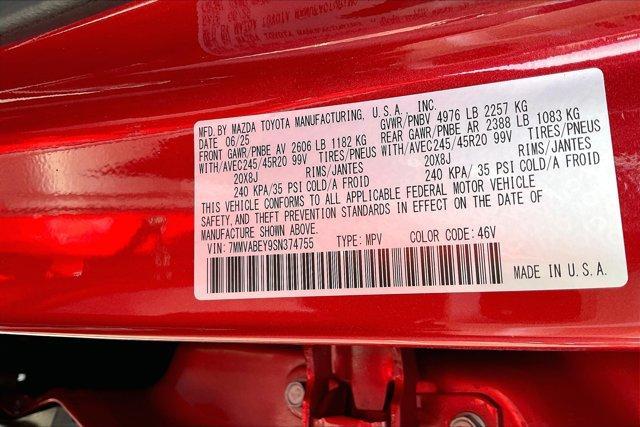 MFD. BY MAZDA TOYOTA MANUFACTURING, U.S.A., INC.
DATE 06/25 GVWR/PNBV 4976 LB 2257 KG
FRONT GAWR/PNBE AV 2606 LB 1182 KG REAR GAWR/PNBE AR 2388 LB 1083 KG
WITH/AVEC245/45R20 99V TIRES/PNEUS WITH/AVEC245/45R20 99V TIRES/PNEUS
20X8J RIMS/JANTES 20X8J RIMS/JANTES
240 KPA/35 PSI COLD/A FROID 240 KPA/ 35 PSI COLD/A FROID
THIS VEHICLE CONFORMS TO ALL APPLICABLE FEDERAL MOTOR VEHICLE
SAFETY,AND THEFT PREVENTION STANDARDS IN EFFECT ON THE DATE OF
MANUFACTURE SHOWN ABOVE.
VIN: 7MMVABEY9SN374755 TYPE: MPV COLOR CODE: 46V
MADE IN U.S.A.